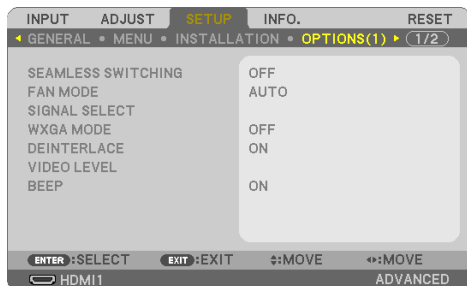 INPUT ADJUST SETUP INFO. RESET
GENERAL • MENU • INSTALLATION • OPTIONS(1) 1/2
SEAMLESS SWITCHING OFF
FAN MODE AUTO
SIGNAL SELECT
WXGA MODE OFF
DEINTERLACE ON
VIDEO LEVEL
BEEP ON
ENTER :SELECT EXIT :EXIT :MOVE :MOVE
HDMI1 ADVANCED